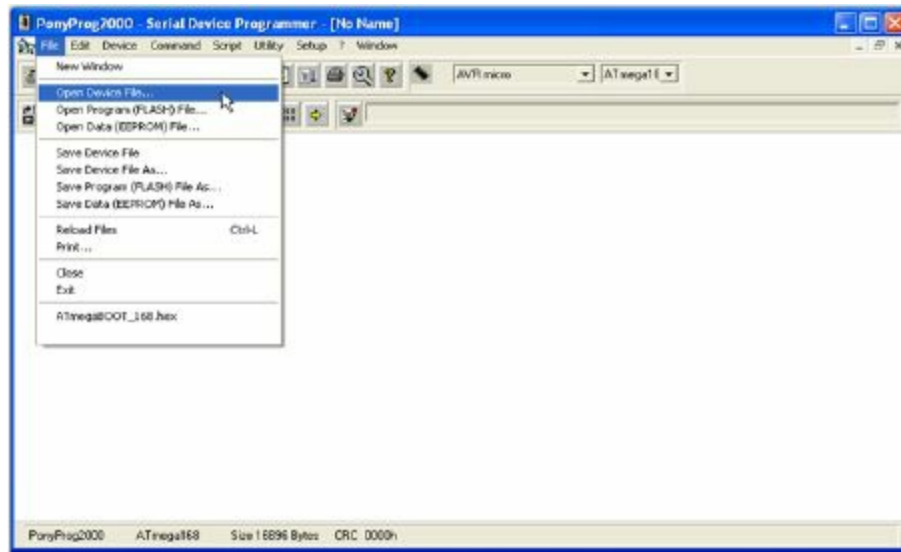 PonyProg2000 - Serial Device Programmer - [No Name]
File Edit Device Command Script Utility Setup ? Window
AVR micro
New Window
Open Device File...
Open Program (FLASH) File...
Open Data (EEPROM) File...
Save Device File
Save Device File As...
Save Program (FLASH) File As...
Save Data (EEPROM) File As...
Reload Files Ctrl-L
Print...
Close
Exit
ATmegaBOOT_168.hex
PonyProg2000 ATmega168 Size 16896 Bytes CRC 0000h